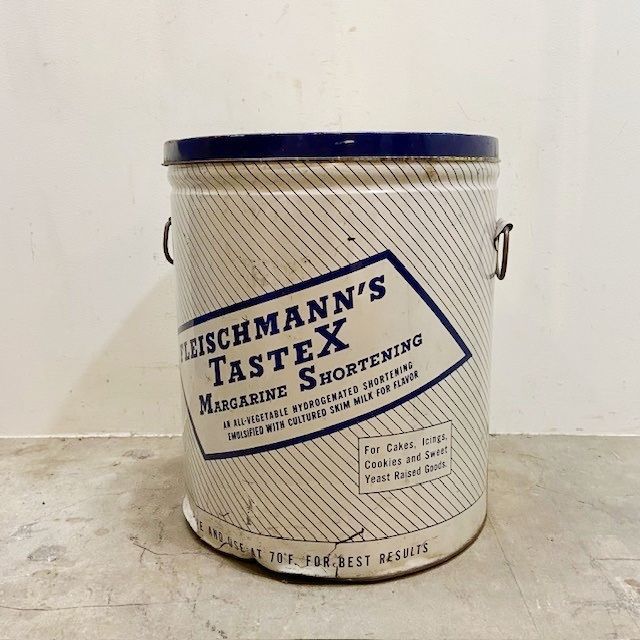 FLEISCHMANN'S
TASTEX
MARGARINE SHORTENING
AN ALL-VEGETABLE HYDROGENATED SHORTENING
EMULSIFIED WITH CULTURED SKIM MILK FOR FLAVOR
For Cakes, Icings,
Cookies and Sweet
Yeast Raised Goods.
AND USE AT 70°F. FOR BEST RESULTS